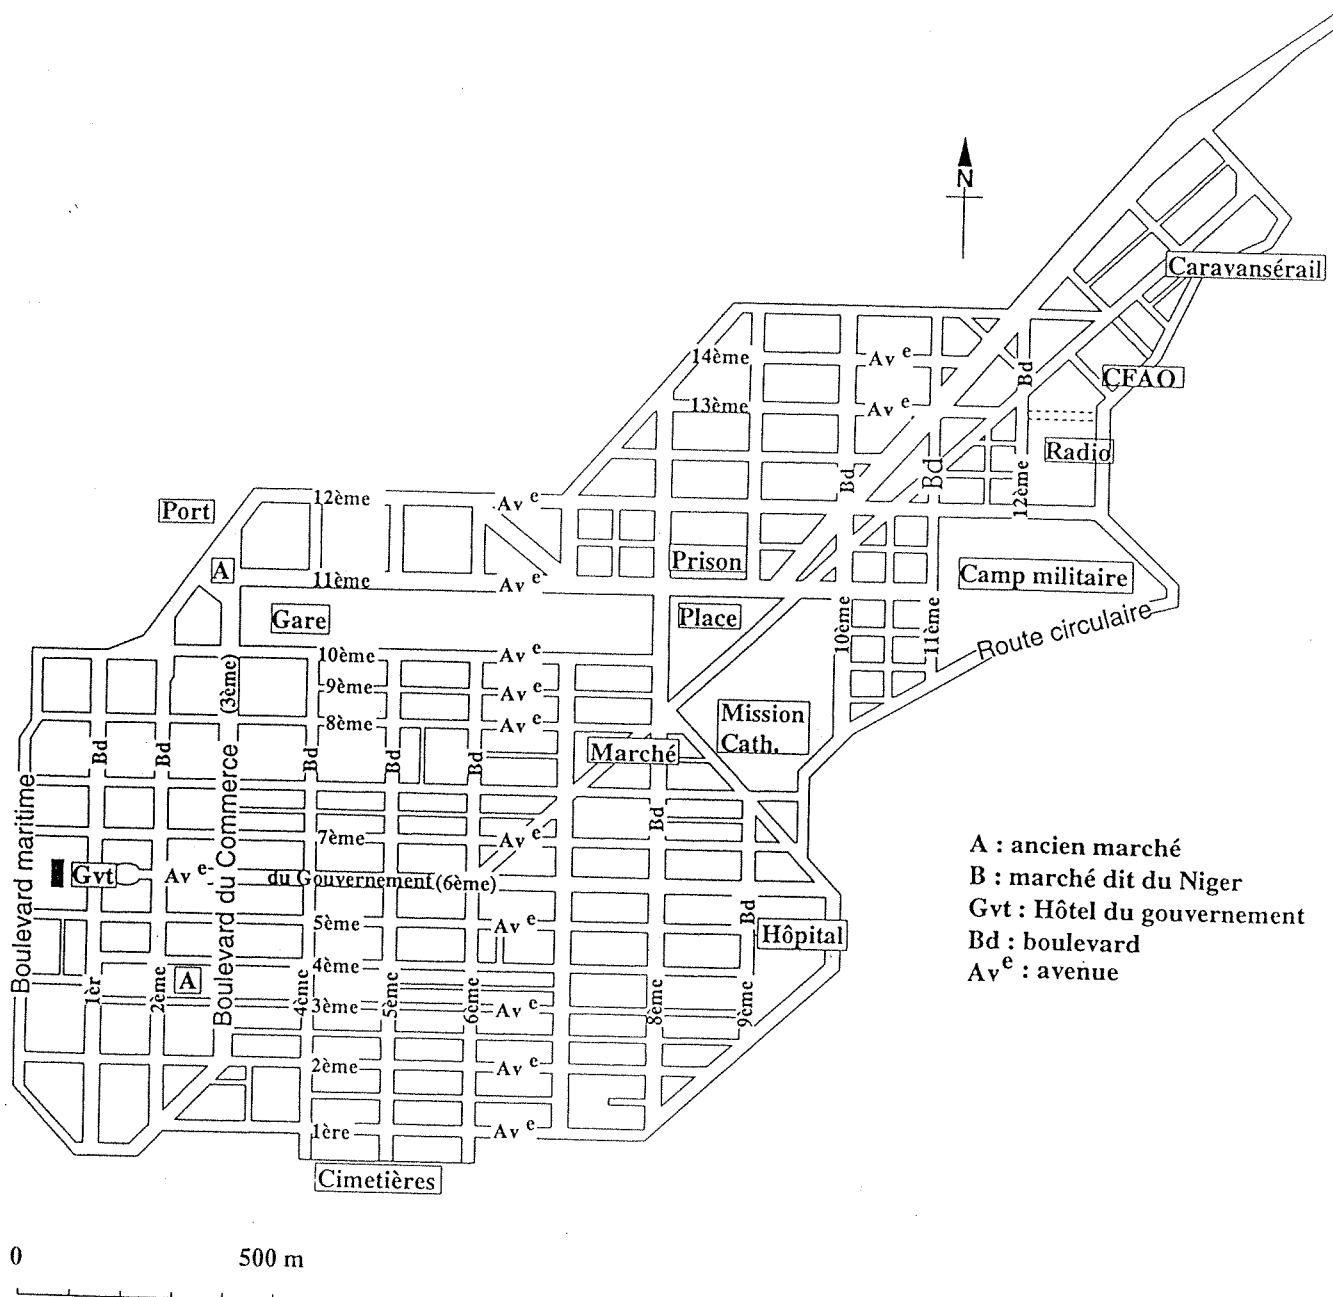 N
Caravansérail
14ème
Av e
Bd
CFAO
13ème
Av e
Radio
Bd
Bd
12ème
Port
12ème
Av e
A
11ème
Av e
Prison
Camp militaire
Gare
Place
10ème
11ème
Route circulaire
10ème
Av e
(3ème)
9ème
Av e
8ème
Av e
Mission
Cath.
Marché
Bd
Bd
Bd
Bd
Bd
Boulevard maritime
Boulevard du Commerce
7ème
Av e
Bd
Gvt
Av e
du Gouvernement (6ème)
5ème
Av e
Bd
Hôpital
4ème
A
1èr
2ème
4ème
3ème
5ème
6ème
Av e
8ème
9ème
2ème
Av e
1ère
Av e
Cimetières
A : ancien marché
B : marché dit du Niger
Gvt : Hôtel du gouvernement
Bd : boulevard
Av e : avenue
0 500 m